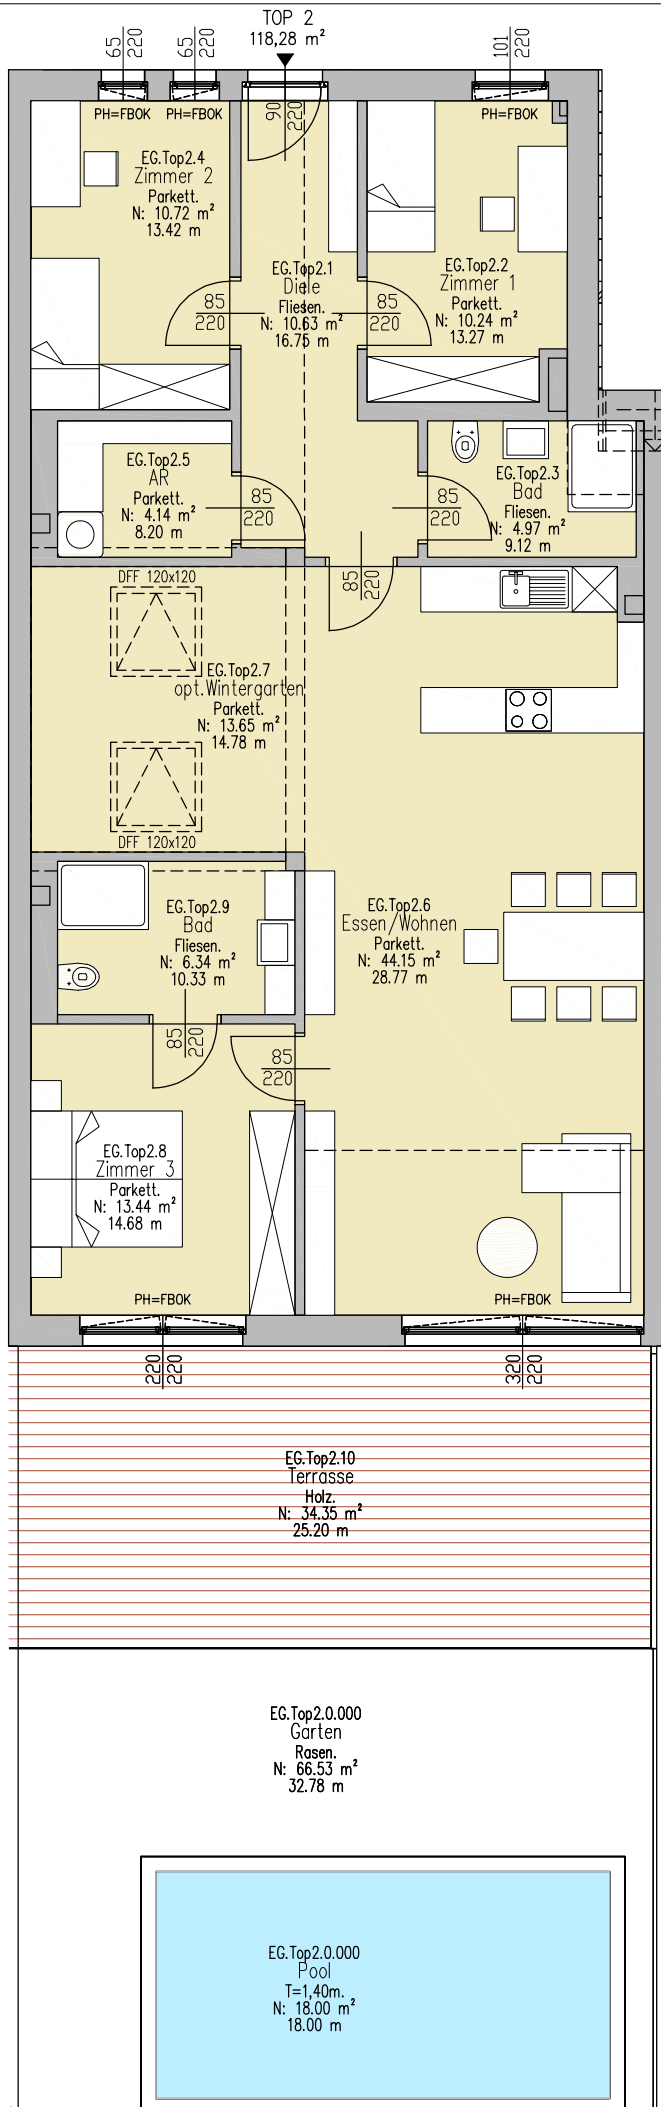 TOP 2
118,28 m²
65
220
65
220
101
220
PH=FBOK
PH=FBOK
90
220
PH=FBOK
EG.Top2.4
Zimmer 2
Parkett.
N: 10.72 m²
13.42 m
EG.Top2.1
Diele
Fliesen.
N: 10.63 m²
16.75 m
EG.Top2.2
Zimmer 1
Parkett.
N: 10.24 m²
13.27 m
85
220
85
220
EG.Top2.5
AR
Parkett.
N: 4.14 m²
8.20 m
85
220
85
220
EG.Top2.3
Bad
Fliesen.
N: 4.97 m²
9.12 m
85
220
DFF 120x120
EG.Top2.7
opt.Wintergarten
Parkett.
N: 13.65 m²
14.78 m
DFF 120x120
EG.Top2.9
Bad
Fliesen.
N: 6.34 m²
10.33 m
EG.Top2.6
Essen/Wohnen
Parkett.
N: 44.15 m²
28.77 m
85
220
85
220
EG.Top2.8
Zimmer 3
Parkett.
N: 13.44 m²
14.68 m
PH=FBOK
PH=FBOK
220
220
320
220
EG.Top2.10
Terrasse
Holz.
N: 34.35 m²
25.20 m
EG.Top2.0.000
Garten
Rasen.
N: 66.53 m²
32.78 m
EG.Top2.0.000
Pool
T=1,40m.
N: 18.00 m²
18.00 m